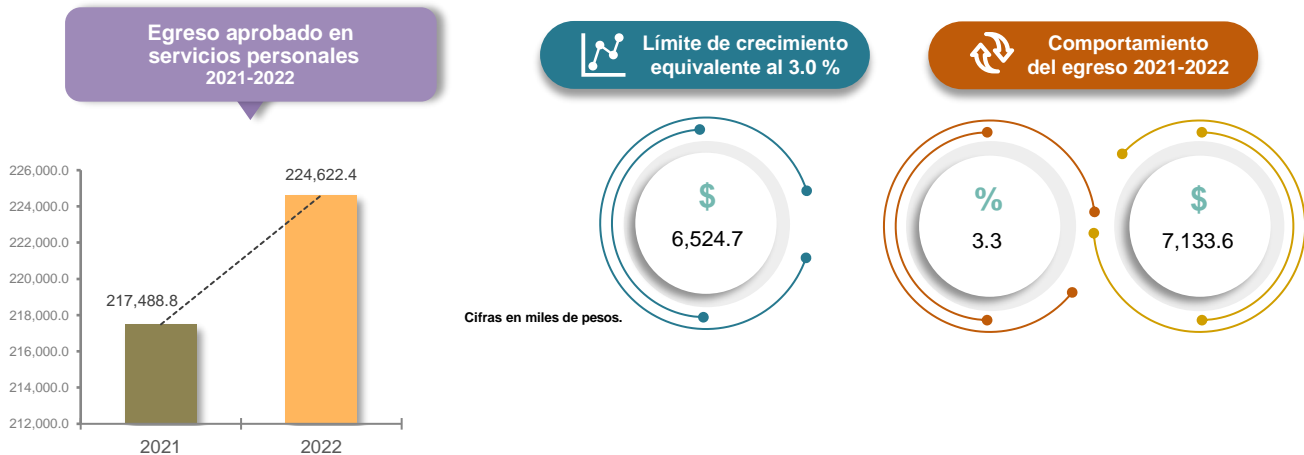 Egreso aprobado en
servicios personales
2021-2022
Límite de crecimiento
equivalente al 3.0 %
Comportamiento
del egreso 2021-2022
226,000.0
224,000.0
222,000.0
220,000.0
218,000.0
216,000.0
214,000.0
212,000.0
217,488.8
224,622.4
2021
2022
$
6,524.7
%
3.3
$
7,133.6
Cifras en miles de pesos.